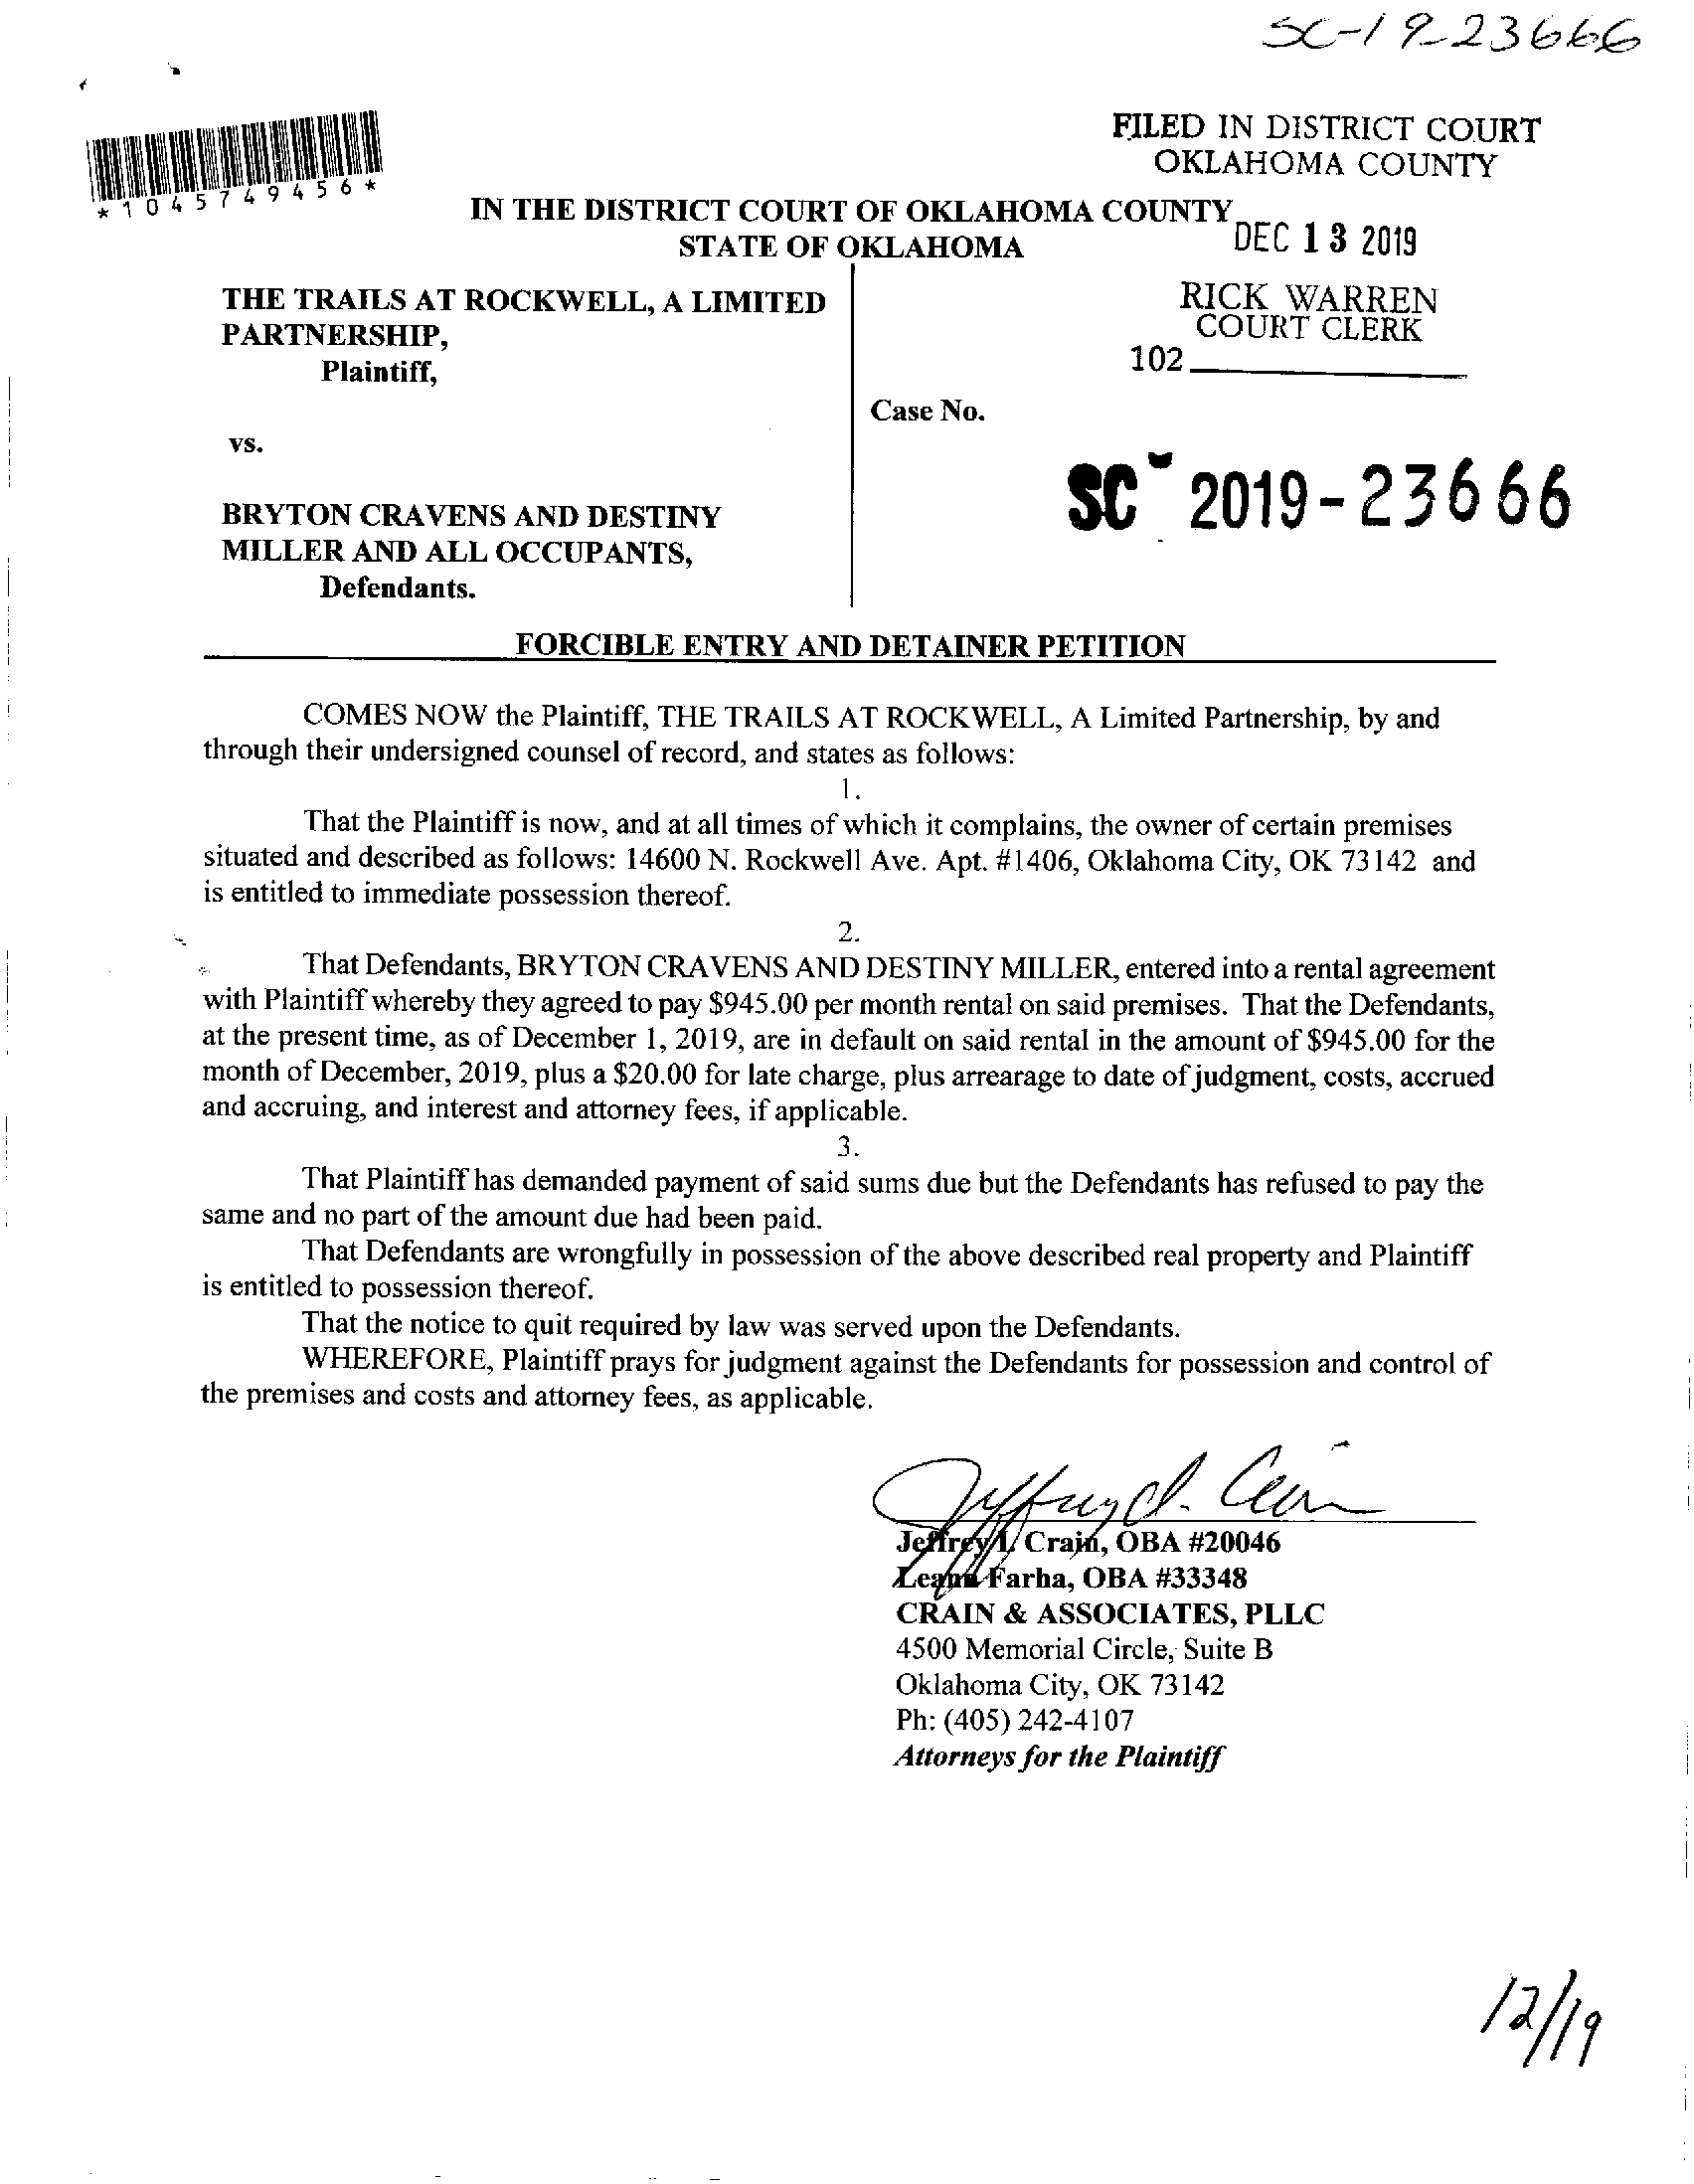 SC-19-23666
*1045749456*
FILED IN DISTRICT COURT
OKLAHOMA COUNTY
IN THE DISTRICT COURT OF OKLAHOMA COUNTY
STATE OF OKLAHOMA
DEC 13 2019
THE TRAILS AT ROCKWELL, A LIMITED
PARTNERSHIP,
Plaintiff,
RICK WARREN
COURT CLERK
102
Case No.
vs.
SC- 2019-23666
BRYTON CRAVENS AND DESTINY
MILLER AND ALL OCCUPANTS,
Defendants.
FORCIBLE ENTRY AND DETAINER PETITION
COMES NOW the Plaintiff, THE TRAILS AT ROCKWELL, A Limited Partnership, by and
through their undersigned counsel of record, and states as follows:
1.
That the Plaintiff is now, and at all times of which it complains, the owner of certain premises
situated and described as follows: 14600 N. Rockwell Ave. Apt. #1406, Oklahoma City, OK 73142 and
is entitled to immediate possession thereof.
2.
That Defendants, BRYTON CRAVENS AND DESTINY MILLER, entered into a rental agreement
with Plaintiff whereby they agreed to pay $945.00 per month rental on said premises. That the Defendants,
at the present time, as of December 1, 2019, are in default on said rental in the amount of $945.00 for the
month of December, 2019, plus a $20.00 for late charge, plus arrearage to date of judgment, costs, accrued
and accruing, and interest and attorney fees, if applicable.
3.
That Plaintiff has demanded payment of said sums due but the Defendants has refused to pay the
same and no part of the amount due had been paid.
That Defendants are wrongfully in possession of the above described real property and Plaintiff
is entitled to possession thereof.
That the notice to quit required by law was served upon the Defendants.
WHEREFORE, Plaintiff prays for judgment against the Defendants for possession and control of
the premises and costs and attorney fees, as applicable.
Jeffrey I. Crain, OBA #20046
Leann Farha, OBA #33348
CRAIN & ASSOCIATES, PLLC
4500 Memorial Circle, Suite B
Oklahoma City, OK 73142
Ph: (405) 242-4107
Attorneys for the Plaintiff
12/19